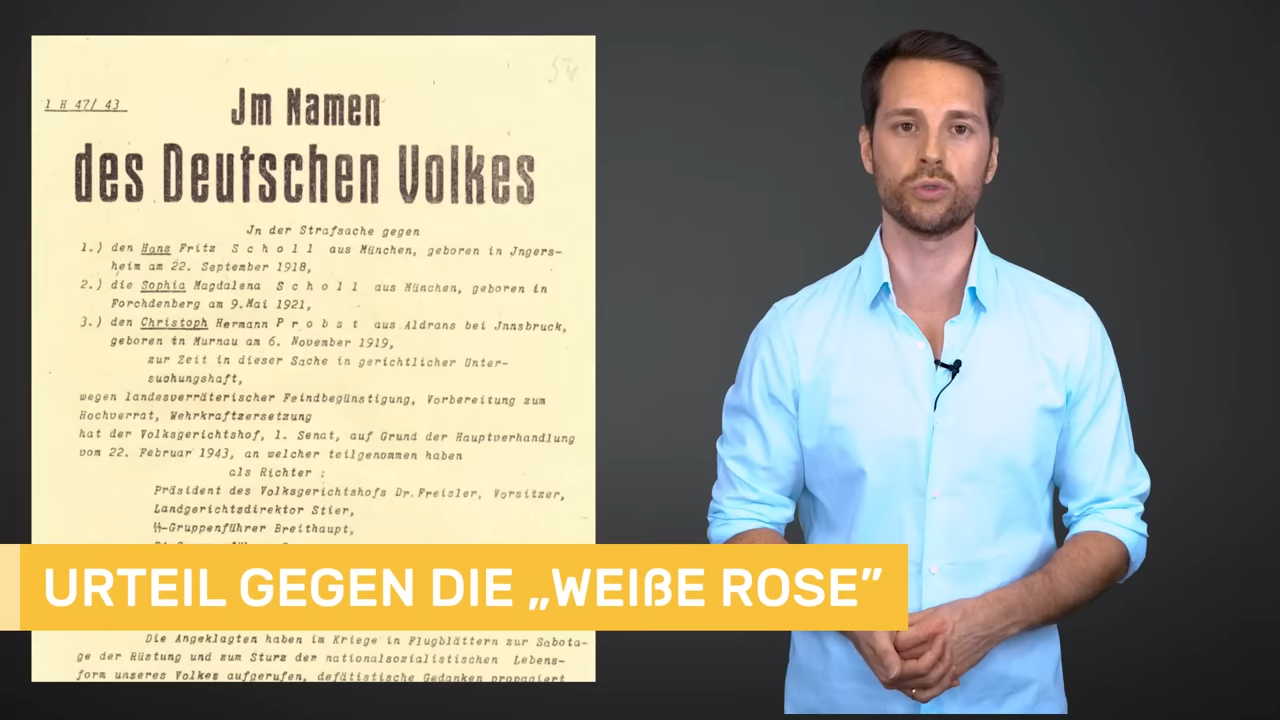 54
1 H 47/ 43
Jm Namen
des Deutschen Volkes
Jn der Strafsache gegen
1.) den Hans Fritz S c h o l l aus München, geboren in Jngers-
heim am 22. September 1918,
2.) die Sophia Magdalena S c h o l l aus München, geboren in
Forchdenberg am 9.Mai 1921,
3.) den Christoph Hermann P r o b s t aus Aldrans bei Jnnsbruck,
geboren in Murnau am 6. November 1919,
zur Zeit in dieser Sache in gerichtlicher Unter-
suchungshaft,
wegen landesverräterischer Feindbegünstigung, Vorbereitung zum
Hochverrat, Wehrkraftzersetzung
hat der Volksgerichtshof, 1. Senat, auf Grund der Hauptverhandlung
vom 22. Februar 1943, an welcher teilgenommen haben
als Richter :
Präsident des Volksgerichtshofs Dr.Freisler, Vorsitzer,
Landgerichtsdirektor Stier,
SS-Gruppenführer Breithaupt,
URTEIL GEGEN DIE „WEIßE ROSE”
Die Angeklagten haben im Kriege in Flugblättern zur Sabota-
ge der Rüstung und zum Sturz der nationalsozialistischen Lebens-
form unseres Volkes aufgerufen, defätistische Gedanken propagiert